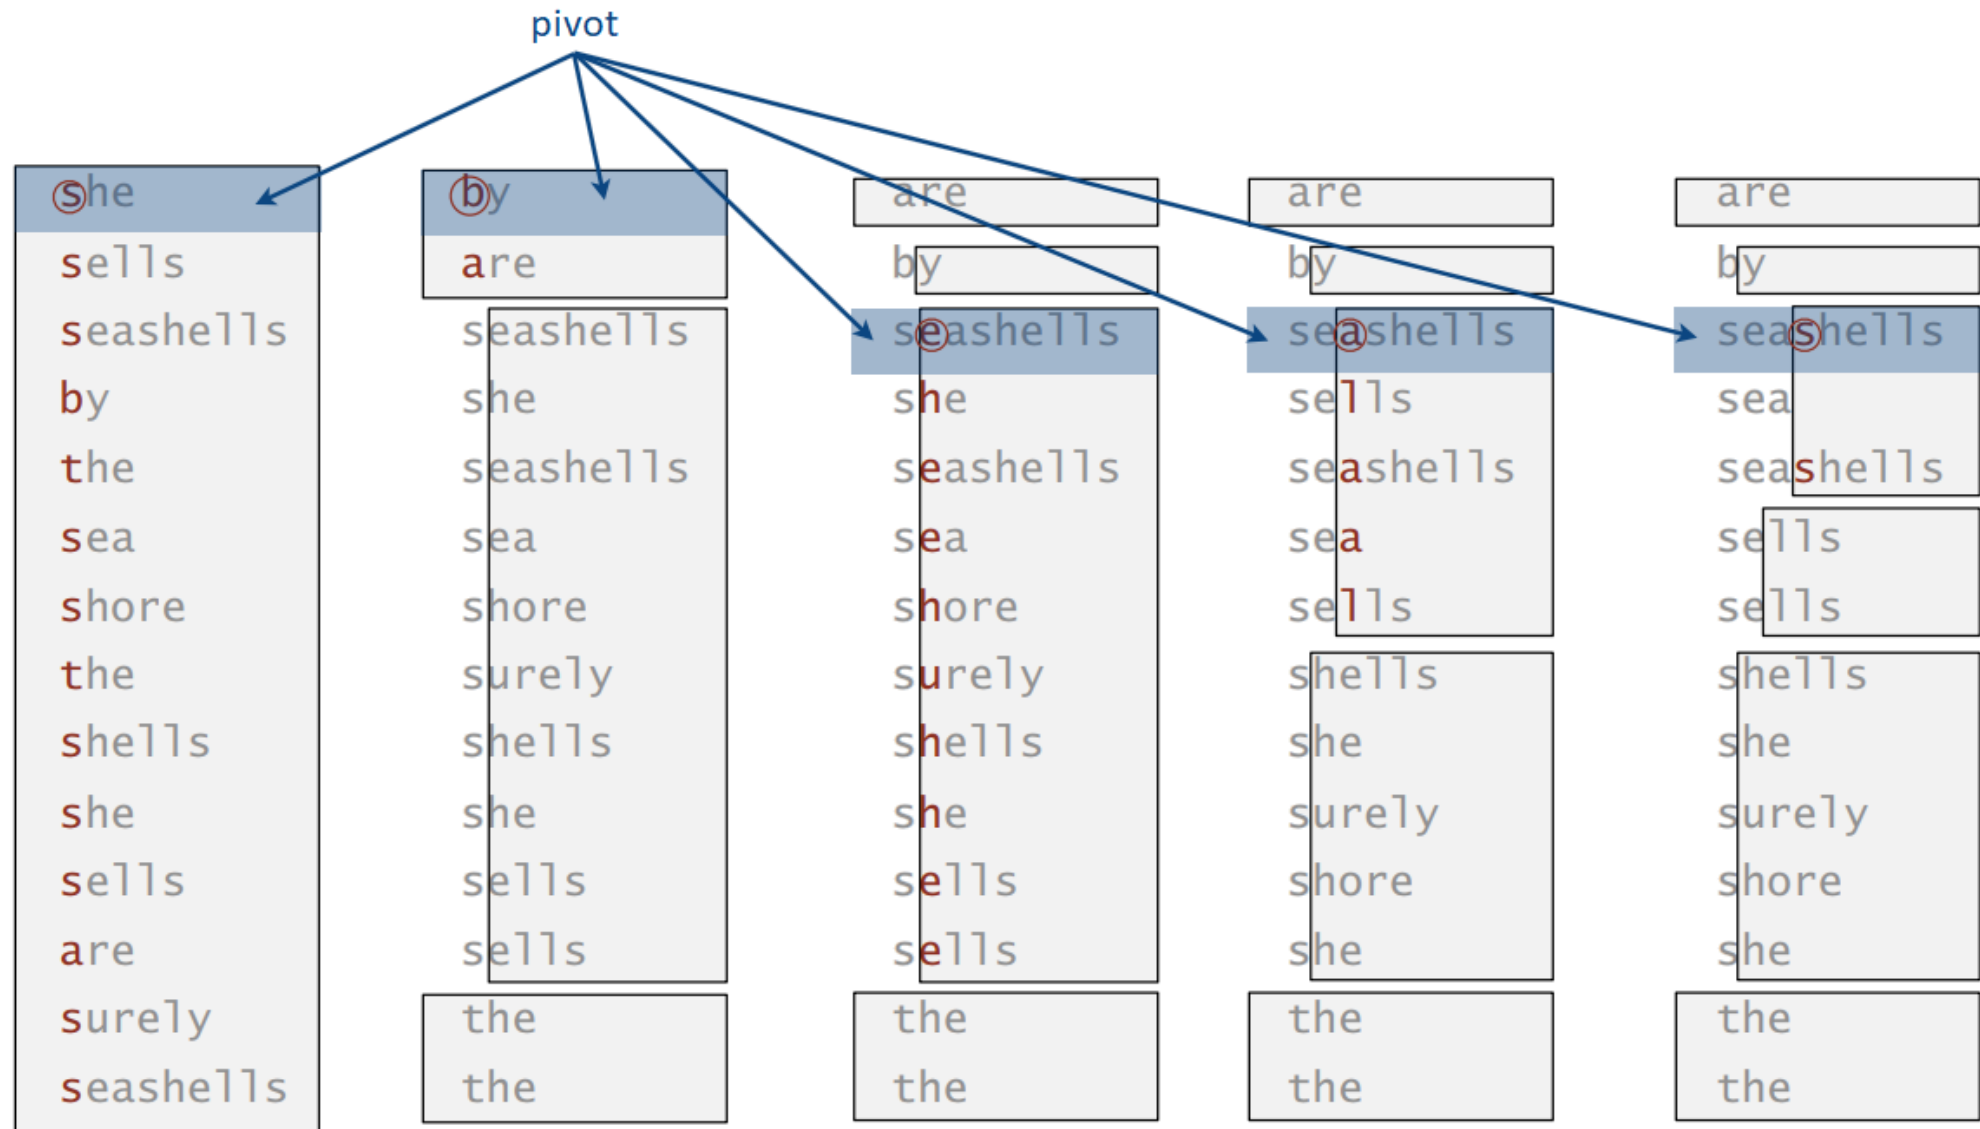 pivot
she by are are are
sells are by by by
seashells seashells seashells seashells seashells
by she she sells sea
the seashells seashells seashells seashells
sea sea sea sea sells
shore shore shore sells sells
the surely surely shells shells
shells shells shells she she
she she she surely surely
sells sells sells shore shore
are sells sells she she
surely the the the the
seashells the the the the